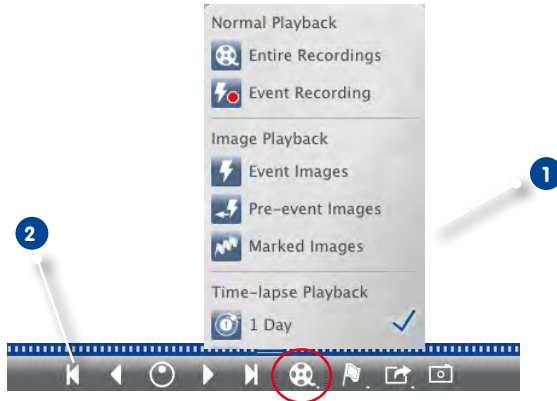 Normal Playback
Entire Recordings
Event Recording
Image Playback
Event Images
Pre-event Images
Marked Images
Time-lapse Playback
1 Day
1
2